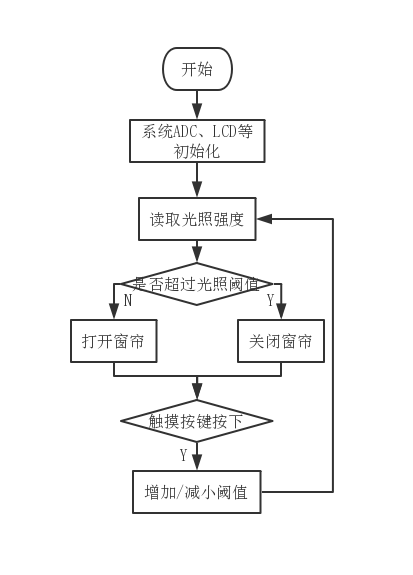 开始
系统ADC、LCD等
初始化
读取光照强度
是否超过光照阈值
N
Y
打开窗帘
关闭窗帘
触摸按键按下
Y
增加/减小阈值